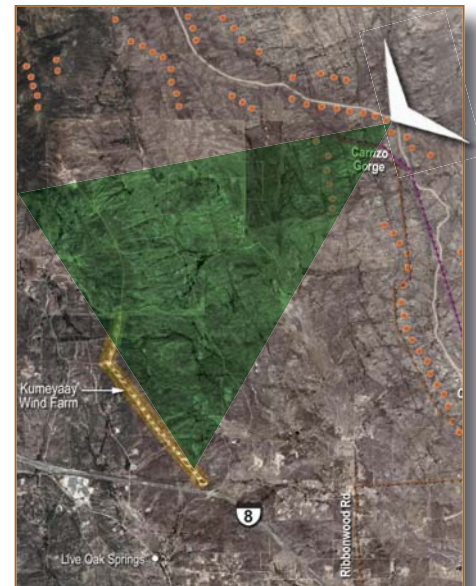 Carrizo
Gorge
Kumeyaay
Wind Farm
8
Ribbonwood Rd.
Live Oak Springs